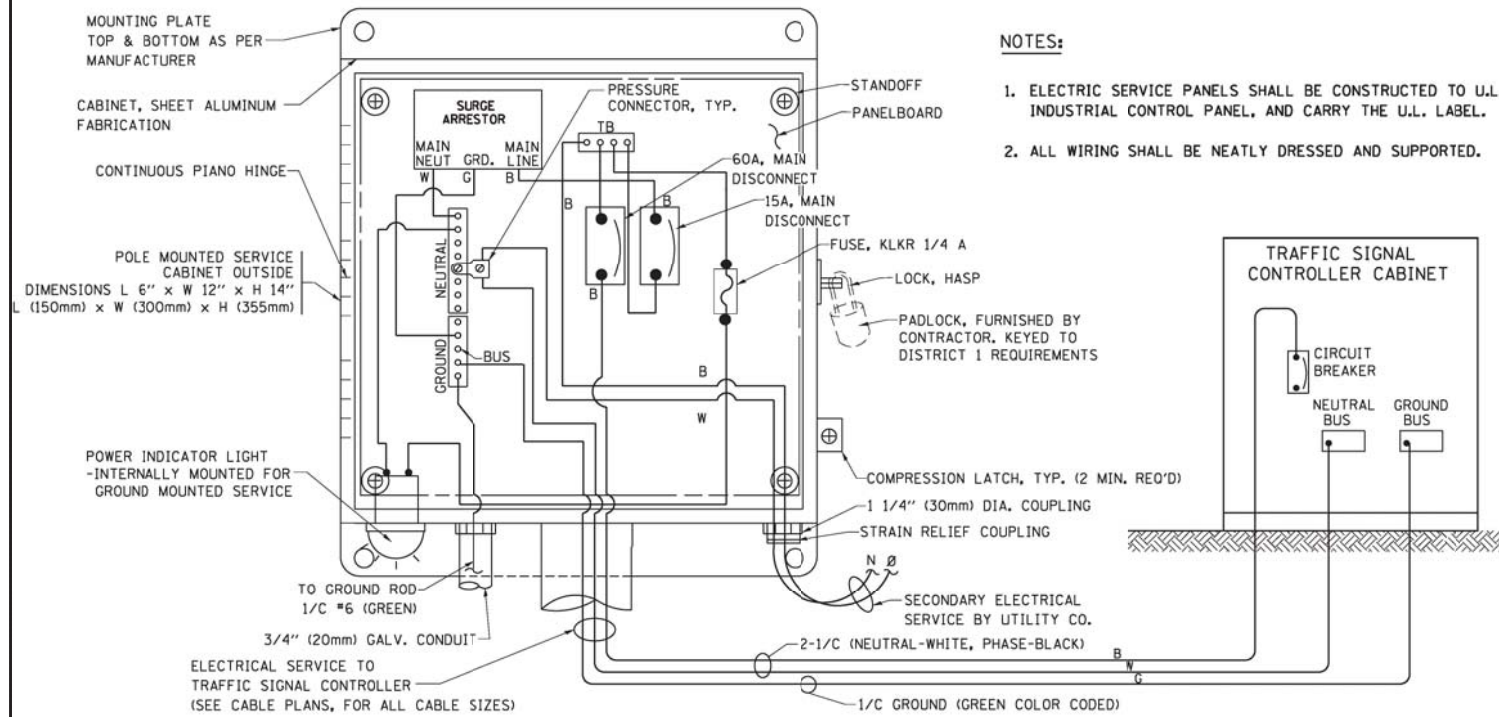 MOUNTING PLATE
TOP & BOTTOM AS PER
MANUFACTURER
CABINET, SHEET ALUMINUM
FABRICATION
CONTINUOUS PIANO HINGE
POLE MOUNTED SERVICE
CABINET OUTSIDE
DIMENSIONS L 6" x W 12" x H 14"
L (150mm) x W (300mm) x H (355mm)
POWER INDICATOR LIGHT
-INTERNALLY MOUNTED FOR
GROUND MOUNTED SERVICE
SURGE
ARRESTOR
MAIN
NEUT
GRD.
MAIN
LINE
W
G
B
PRESSURE
CONNECTOR, TYP.
TB
STANDOFF
PANELBOARD
60A, MAIN
DISCONNECT
15A, MAIN
DISCONNECT
B
B
B
FUSE, KLKR 1/4 A
LOCK, HASP
PADLOCK, FURNISHED BY
CONTRACTOR. KEYED TO
DISTRICT 1 REQUIREMENTS
NEUTRAL
GROUND
BUS
B
W
COMPRESSION LATCH, TYP. (2 MIN. REQ'D)
1 1/4" (30mm) DIA. COUPLING
STRAIN RELIEF COUPLING
N Ø
SECONDARY ELECTRICAL
SERVICE BY UTILITY CO.
TO GROUND ROD
1/C #6 (GREEN)
3/4" (20mm) GALV. CONDUIT
ELECTRICAL SERVICE TO
TRAFFIC SIGNAL CONTROLLER
(SEE CABLE PLANS, FOR ALL CABLE SIZES)
2-1/C (NEUTRAL-WHITE, PHASE-BLACK)
B
W
G
1/C GROUND (GREEN COLOR CODED)
NOTES:
1. ELECTRIC SERVICE PANELS SHALL BE CONSTRUCTED TO U.L
INDUSTRIAL CONTROL PANEL, AND CARRY THE U.L. LABEL.
2. ALL WIRING SHALL BE NEATLY DRESSED AND SUPPORTED.
TRAFFIC SIGNAL
CONTROLLER CABINET
CIRCUIT
BREAKER
NEUTRAL
BUS
GROUND
BUS